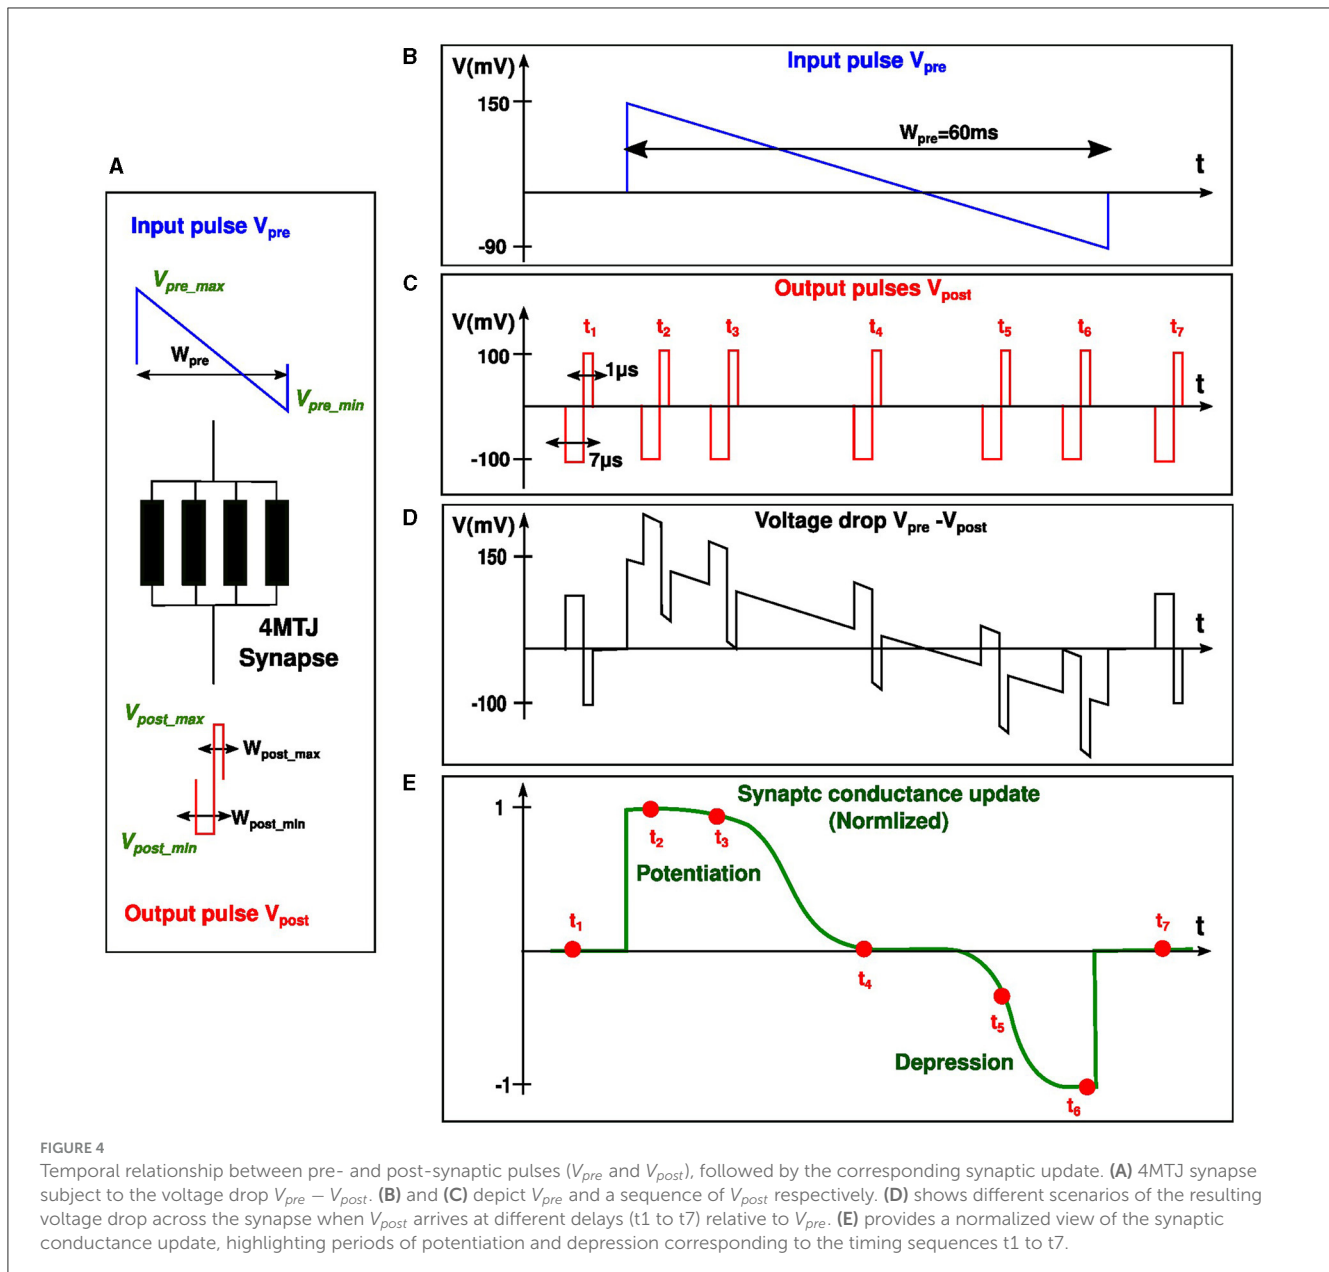 A
Input pulse Vpre
Vpre_max
Wpre
Vpre_min
4MTJ
Synapse
Vpost_max
Wpost_max
Wpost_min
Vpost_min
Output pulse Vpost
B
Input pulse Vpre
V(mV)
150
Wpre=60ms
t
-90
C
Output pulses Vpost
V(mV)
t1 t2 t3 t4 t5 t6 t7
100
1µs
t
-100
7µs
D
Voltage drop Vpre -Vpost
V(mV)
150
t
-100
E
Synaptc conductance update
(Normlized)
1
t2 t3
Potentiation
t1
t7
t
t4
t5
Depression
-1
t6
FIGURE 4
Temporal relationship between pre- and post-synaptic pulses (Vpre and Vpost), followed by the corresponding synaptic update. (A) 4MTJ synapse
subject to the voltage drop Vpre − Vpost. (B) and (C) depict Vpre and a sequence of Vpost respectively. (D) shows different scenarios of the resulting
voltage drop across the synapse when Vpost arrives at different delays (t1 to t7) relative to Vpre. (E) provides a normalized view of the synaptic
conductance update, highlighting periods of potentiation and depression corresponding to the timing sequences t1 to t7.